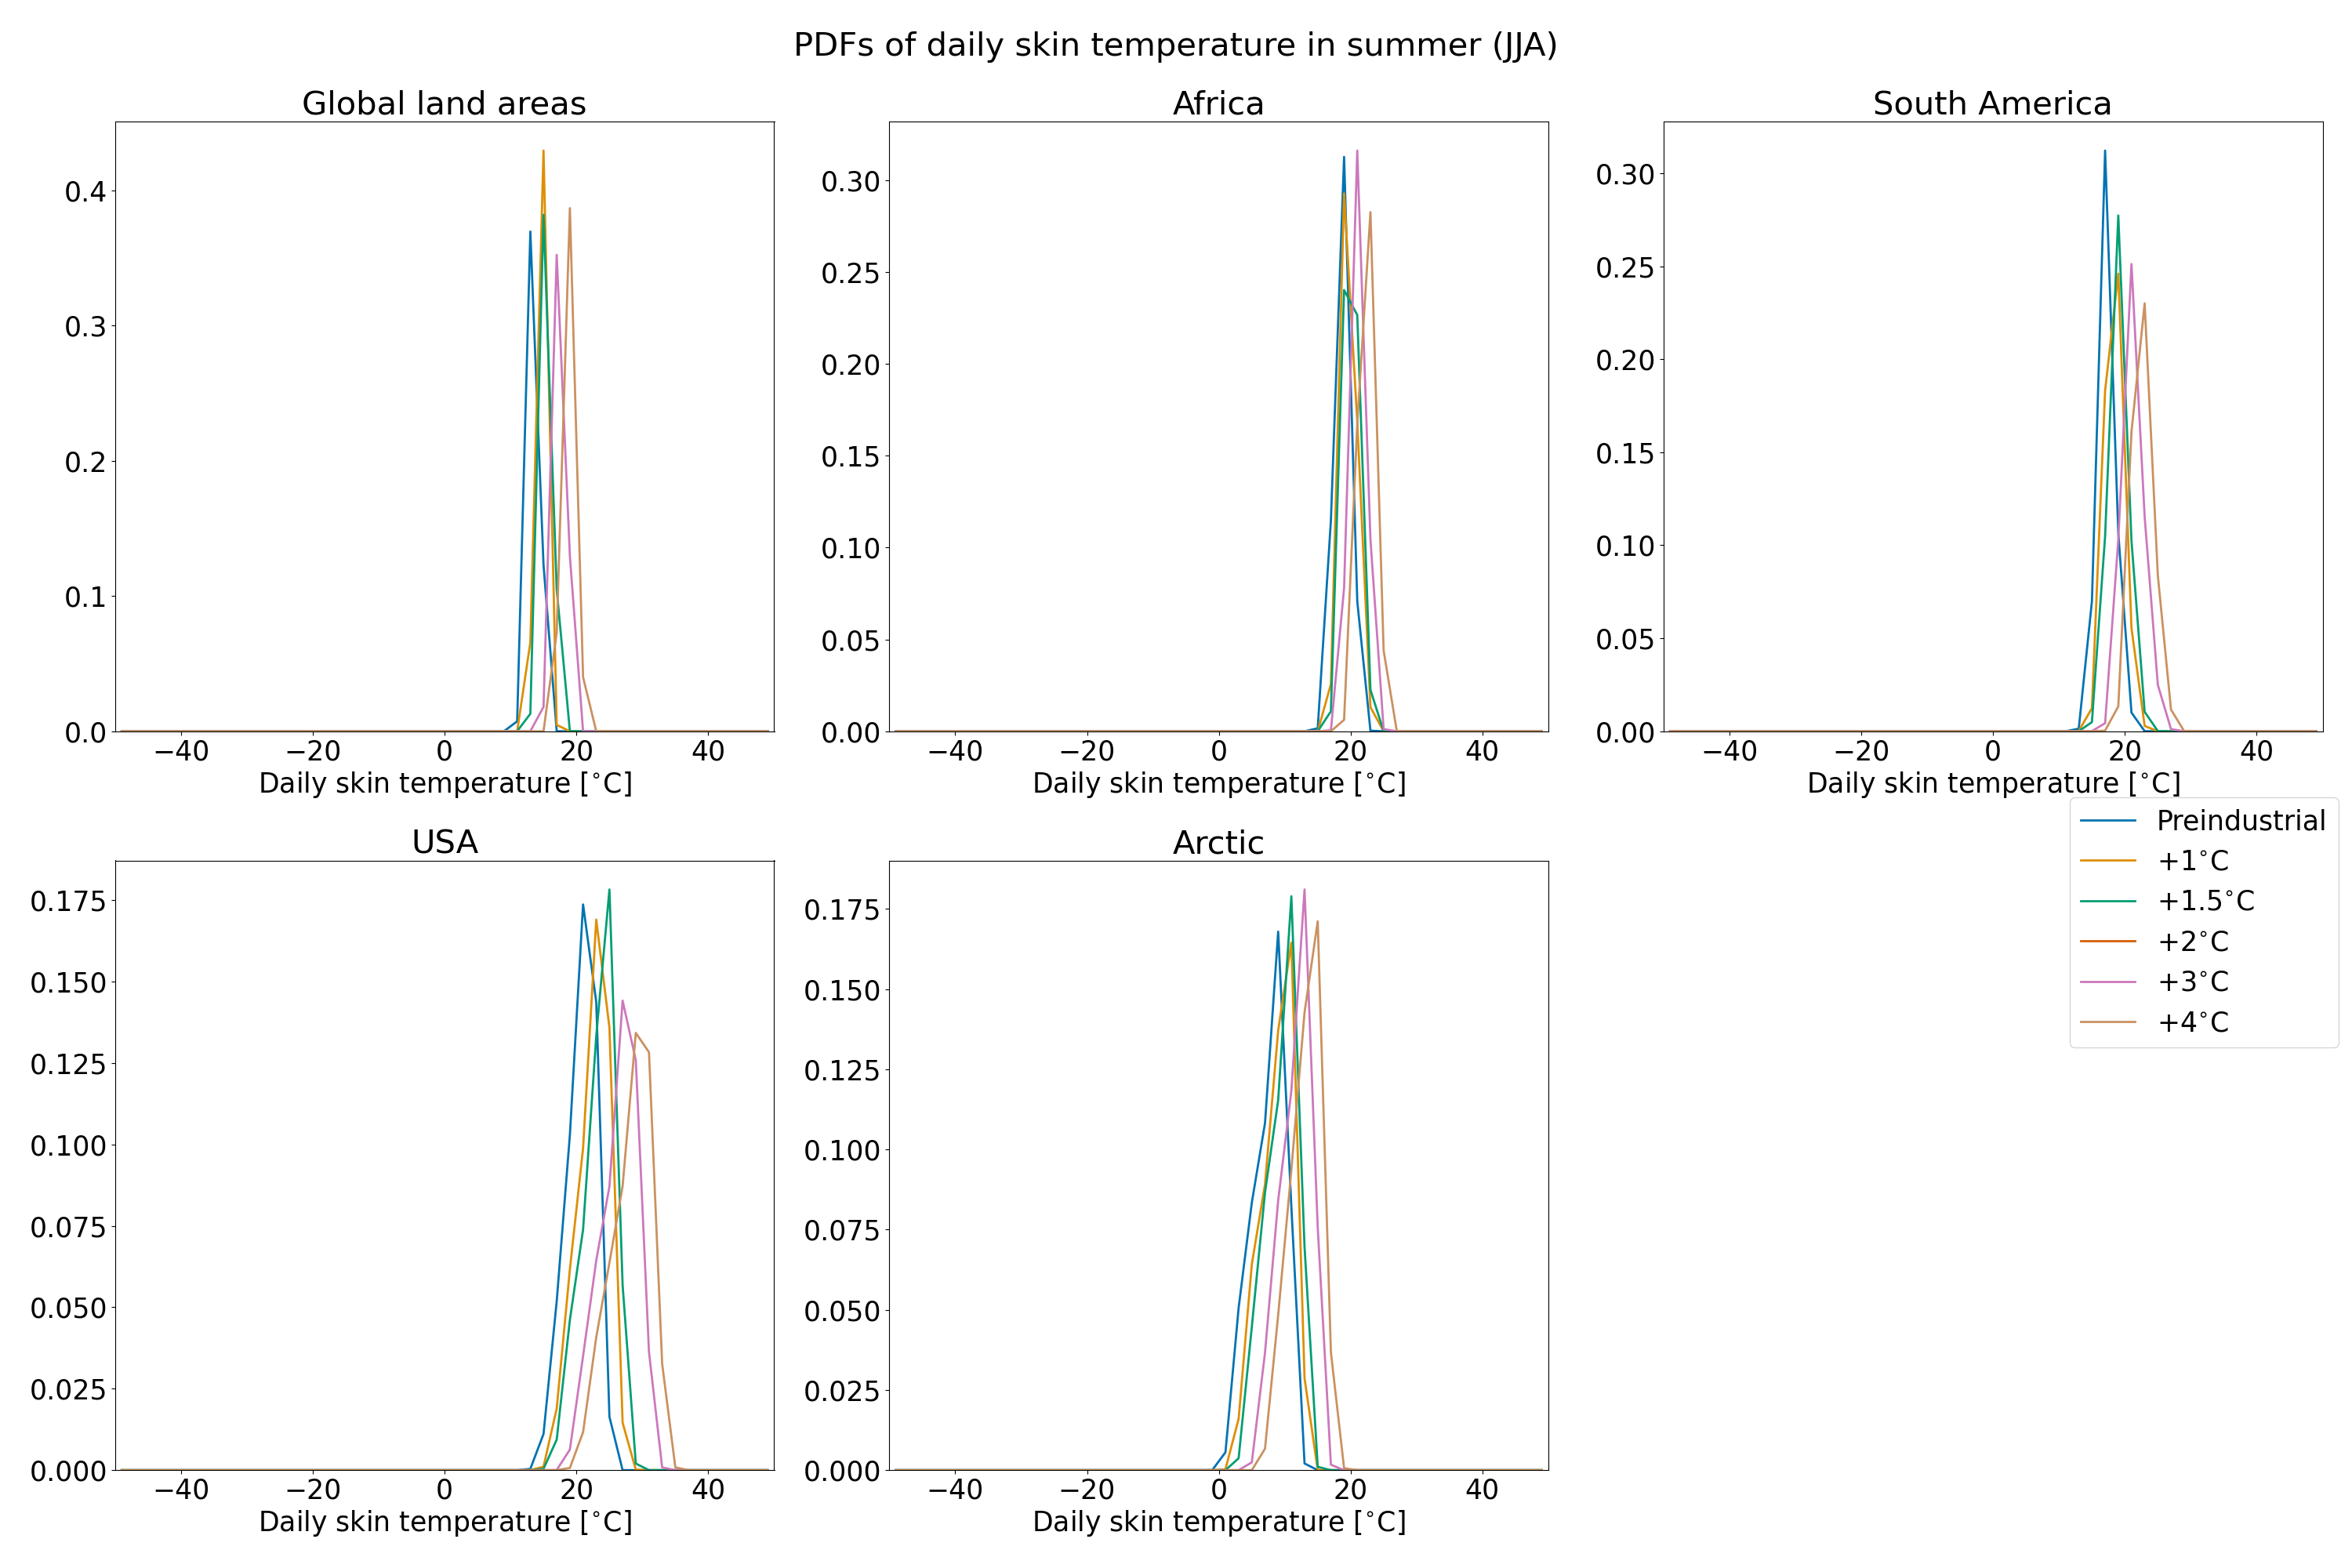 PDFs of daily skin temperature in summer (JJA)
Global land areas
0.4
0.3
0.2
0.1
0.0
−40 −20 0 20 40
Daily skin temperature [°C]
Africa
0.30
0.25
0.20
0.15
0.10
0.05
0.00
−40 −20 0 20 40
Daily skin temperature [°C]
South America
0.30
0.25
0.20
0.15
0.10
0.05
0.00
−40 −20 0 20 40
Daily skin temperature [°C]
USA
0.175
0.150
0.125
0.100
0.075
0.050
0.025
0.000
−40 −20 0 20 40
Daily skin temperature [°C]
Arctic
0.175
0.150
0.125
0.100
0.075
0.050
0.025
0.000
−40 −20 0 20 40
Daily skin temperature [°C]
Preindustrial
+1°C
+1.5°C
+2°C
+3°C
+4°C